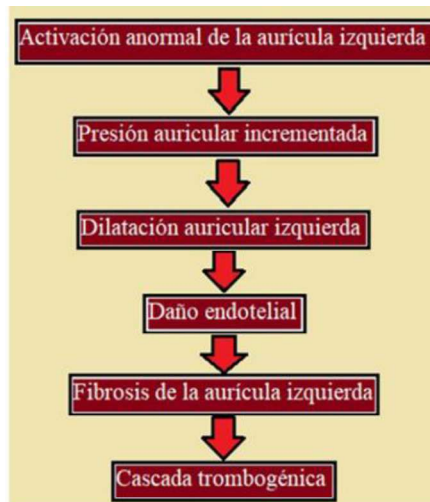 Activación anormal de la aurícula izquierda
Presión auricular incrementada
Dilatación auricular izquierda
Daño endotelial
Fibrosis de la aurícula izquierda
Cascada trombogénica